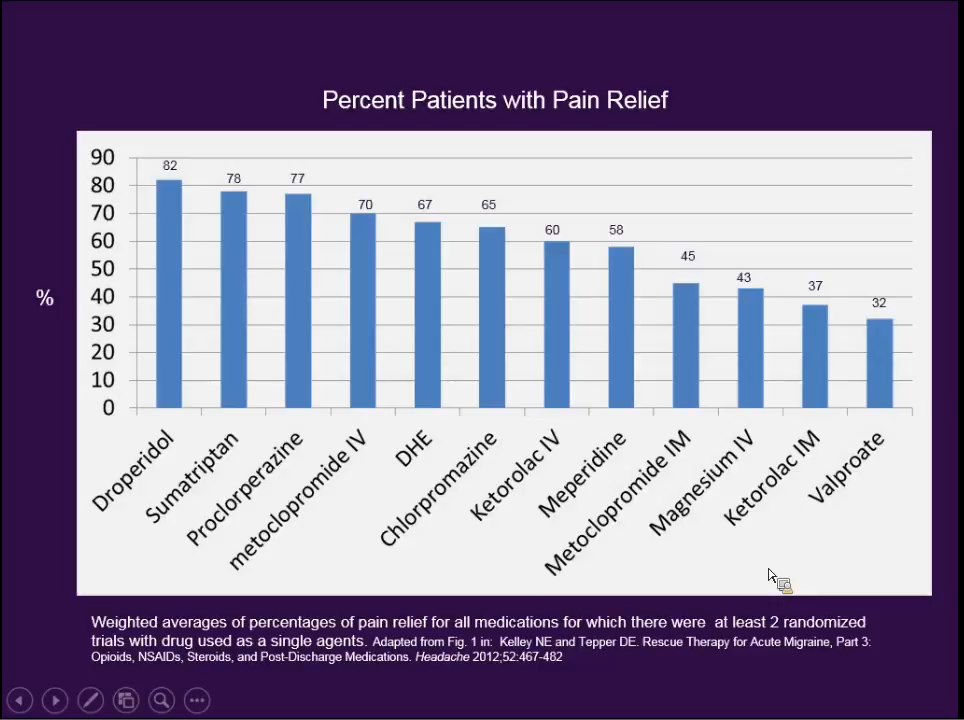 Percent Patients with Pain Relief
%
90
80
70
60
50
40
30
20
10
0
82
78
77
70
67
65
60
58
45
43
37
32
Droperidol
Sumatriptan
Proclorperazine
metoclopromide IV
DHE
Chlorpromazine
Ketorolac IV
Meperidine
Metoclopromide IM
Magnesium IV
Ketorolac IM
Valproate
Weighted averages of percentages of pain relief for all medications for which there were at least 2 randomized
trials with drug used as a single agents. Adapted from Fig. 1 in: Kelley NE and Tepper DE. Rescue Therapy for Acute Migraine, Part 3:
Opioids, NSAIDs, Steroids, and Post-Discharge Medications. Headache 2012;52:467-482